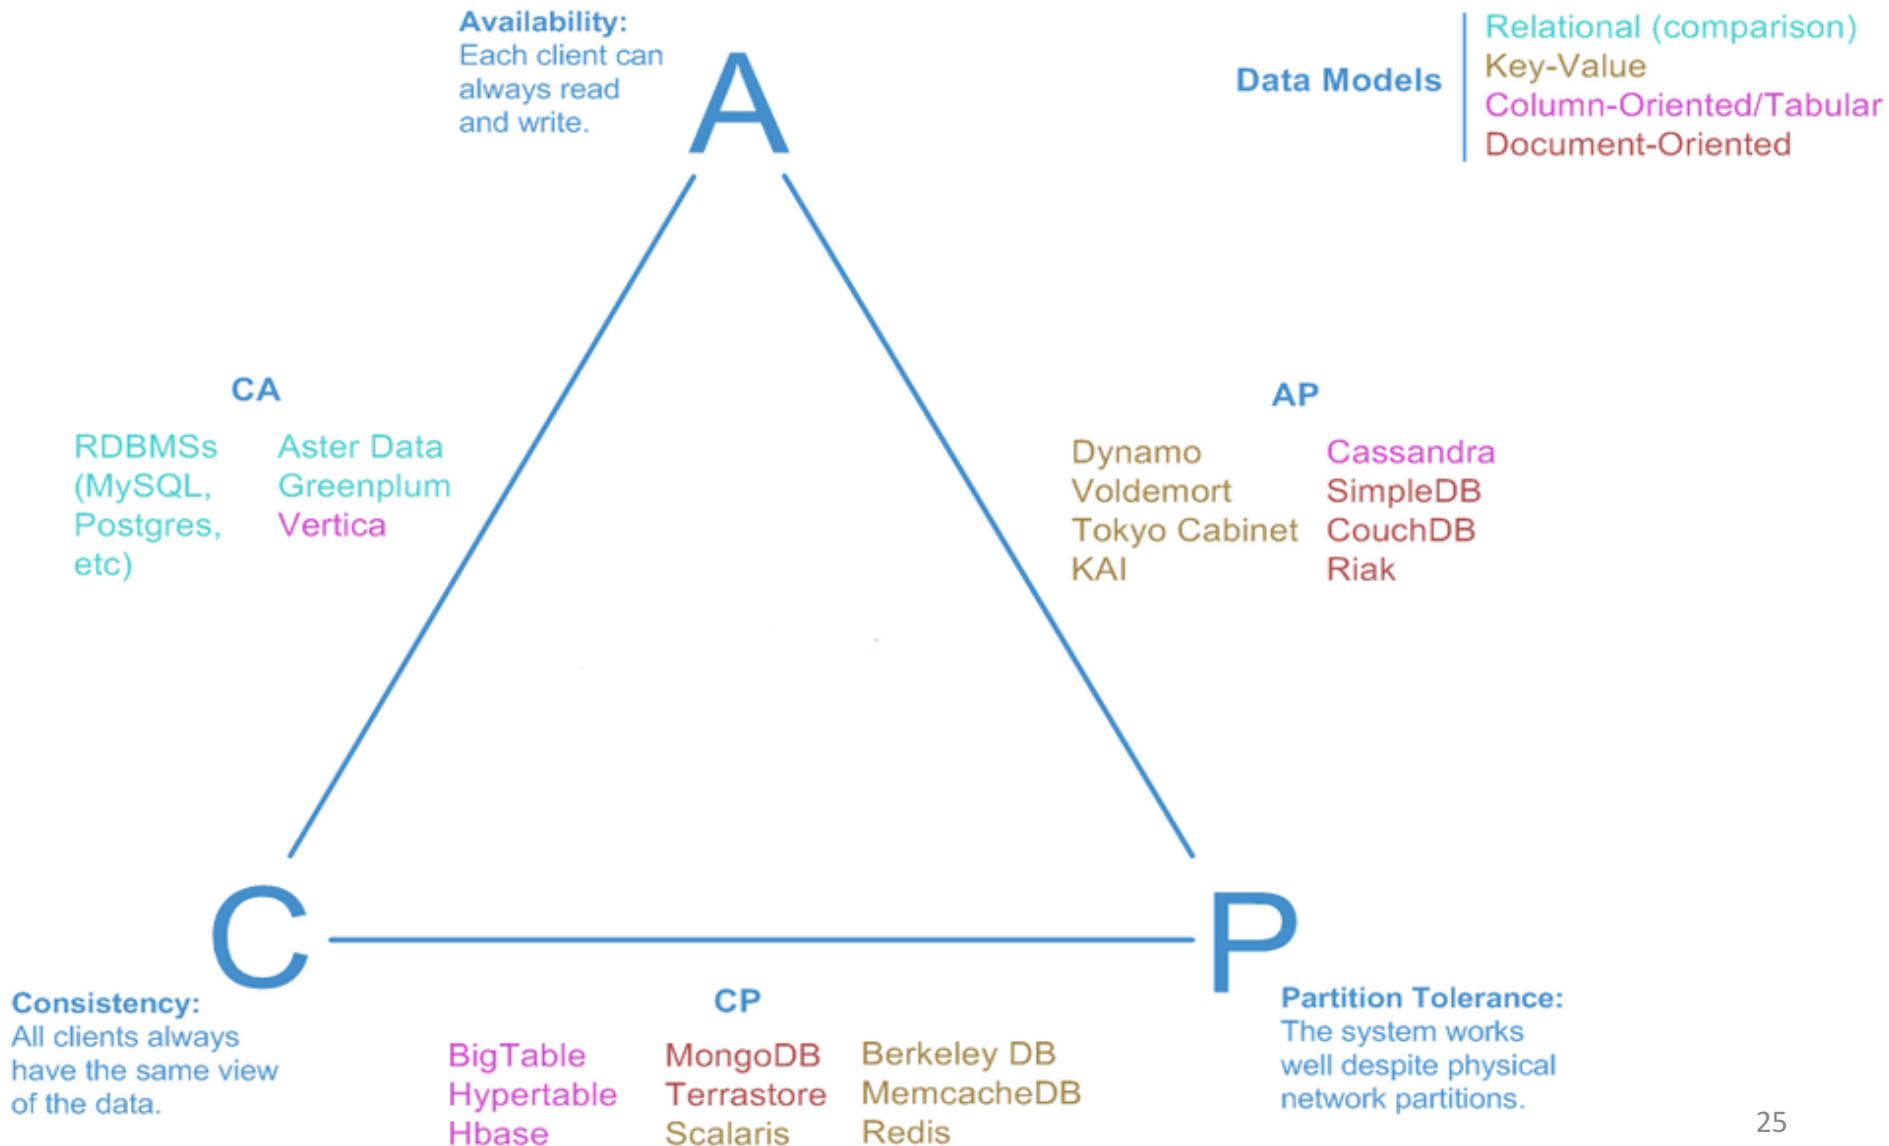 Availability:
Each client can
always read
and write.
A
Data Models
Relational (comparison)
Key-Value
Column-Oriented/Tabular
Document-Oriented
CA
RDBMSs
(MySQL,
Postgres,
etc)
Aster Data
Greenplum
Vertica
AP
Dynamo
Voldemort
Tokyo Cabinet
KAI
Cassandra
SimpleDB
CouchDB
Riak
C
P
Consistency:
All clients always
have the same view
of the data.
CP
BigTable
Hypertable
Hbase
MongoDB
Terrastore
Scalaris
Berkeley DB
MemcacheDB
Redis
Partition Tolerance:
The system works
well despite physical
network partitions.
25